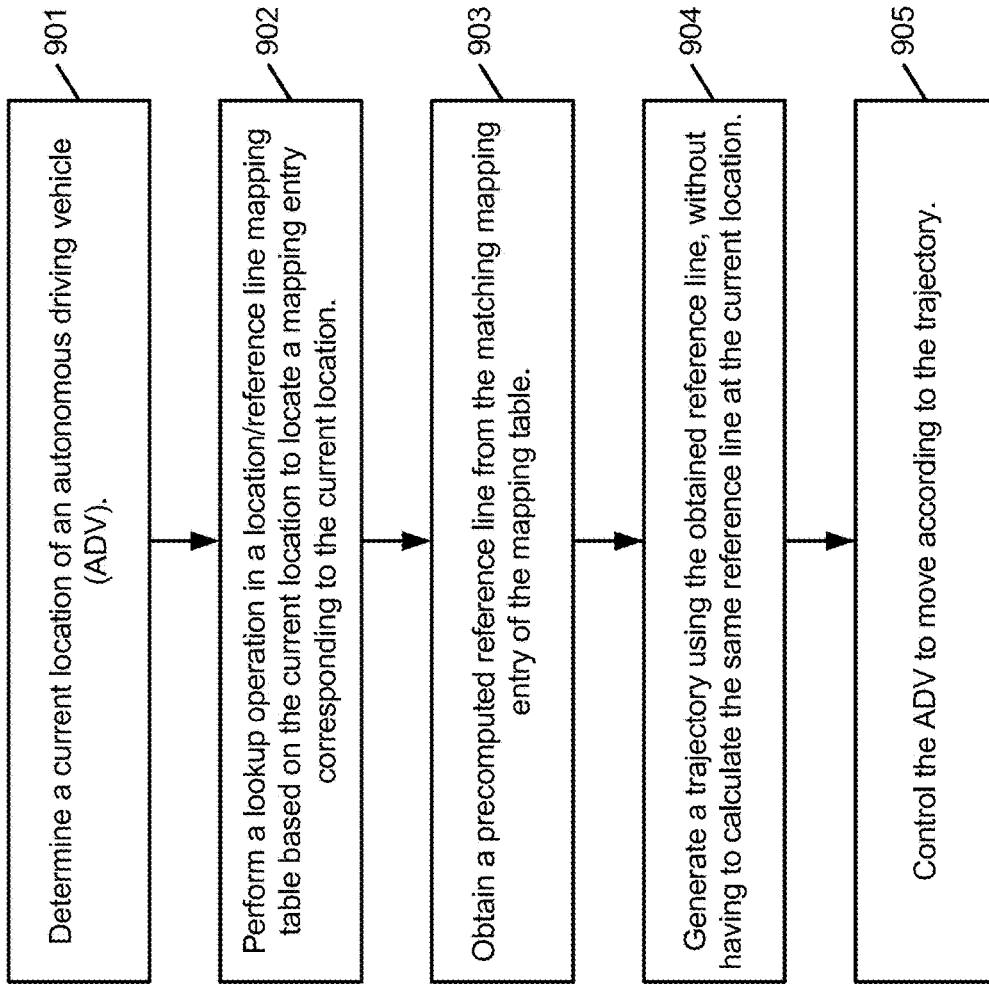 Determine a current location of an autonomous driving vehicle
(ADV).
901
Perform a lookup operation in a location/reference line mapping
table based on the current location to locate a mapping entry
corresponding to the current location.
902
Obtain a precomputed reference line from the matching mapping
entry of the mapping table.
903
Generate a trajectory using the obtained reference line, without
having to calculate the same reference line at the current location.
904
Control the ADV to move according to the trajectory.
905